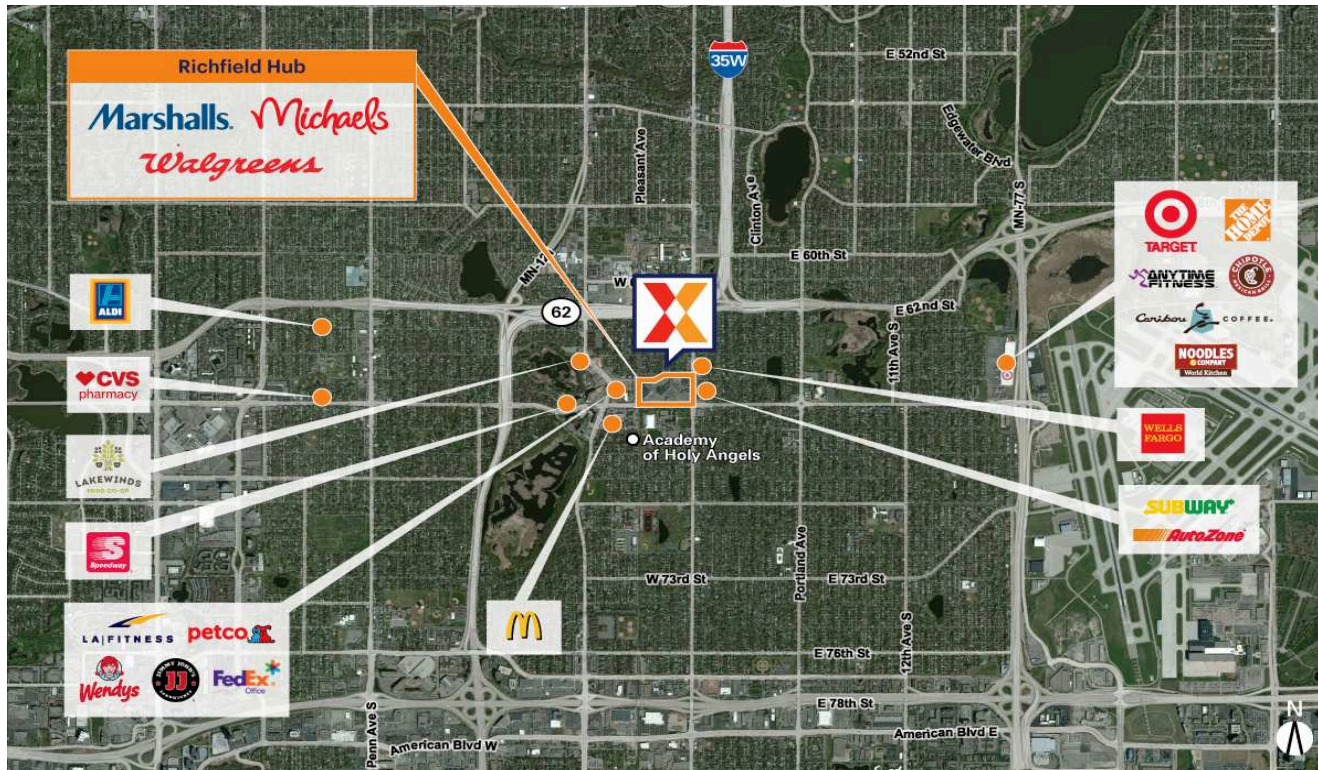 Richfield Hub
Marshalls.
Michaels
Walgreens
35W
E 52nd St
Edgewater Blvd
Pleasant Ave
Clinton Ave
MN-77 S
E 60th St
E 62nd St
62
11th Ave S
ALDI
CVS
pharmacy
LAKEWINDS
FOOD CO-OP
Speedway
LA|FITNESS
petco
Wendys
JIMMY JOHN'S
JJ
FedEx
Office
M
Academy
of Holy Angels
TARGET
THE
HOME
DEPOT
ANYTIME
FITNESS
CHIPOTLE
MEXICAN GRILL
Caribou COFFEE
NOODLES
& COMPANY
World Kitchen
WELLS
FARGO
SUBWAY
AutoZone
W 73rd St
Portland Ave
E 73rd St
E 76th St
12th Ave S
E 78th St
Penn Ave S
American Blvd W
American Blvd E
N